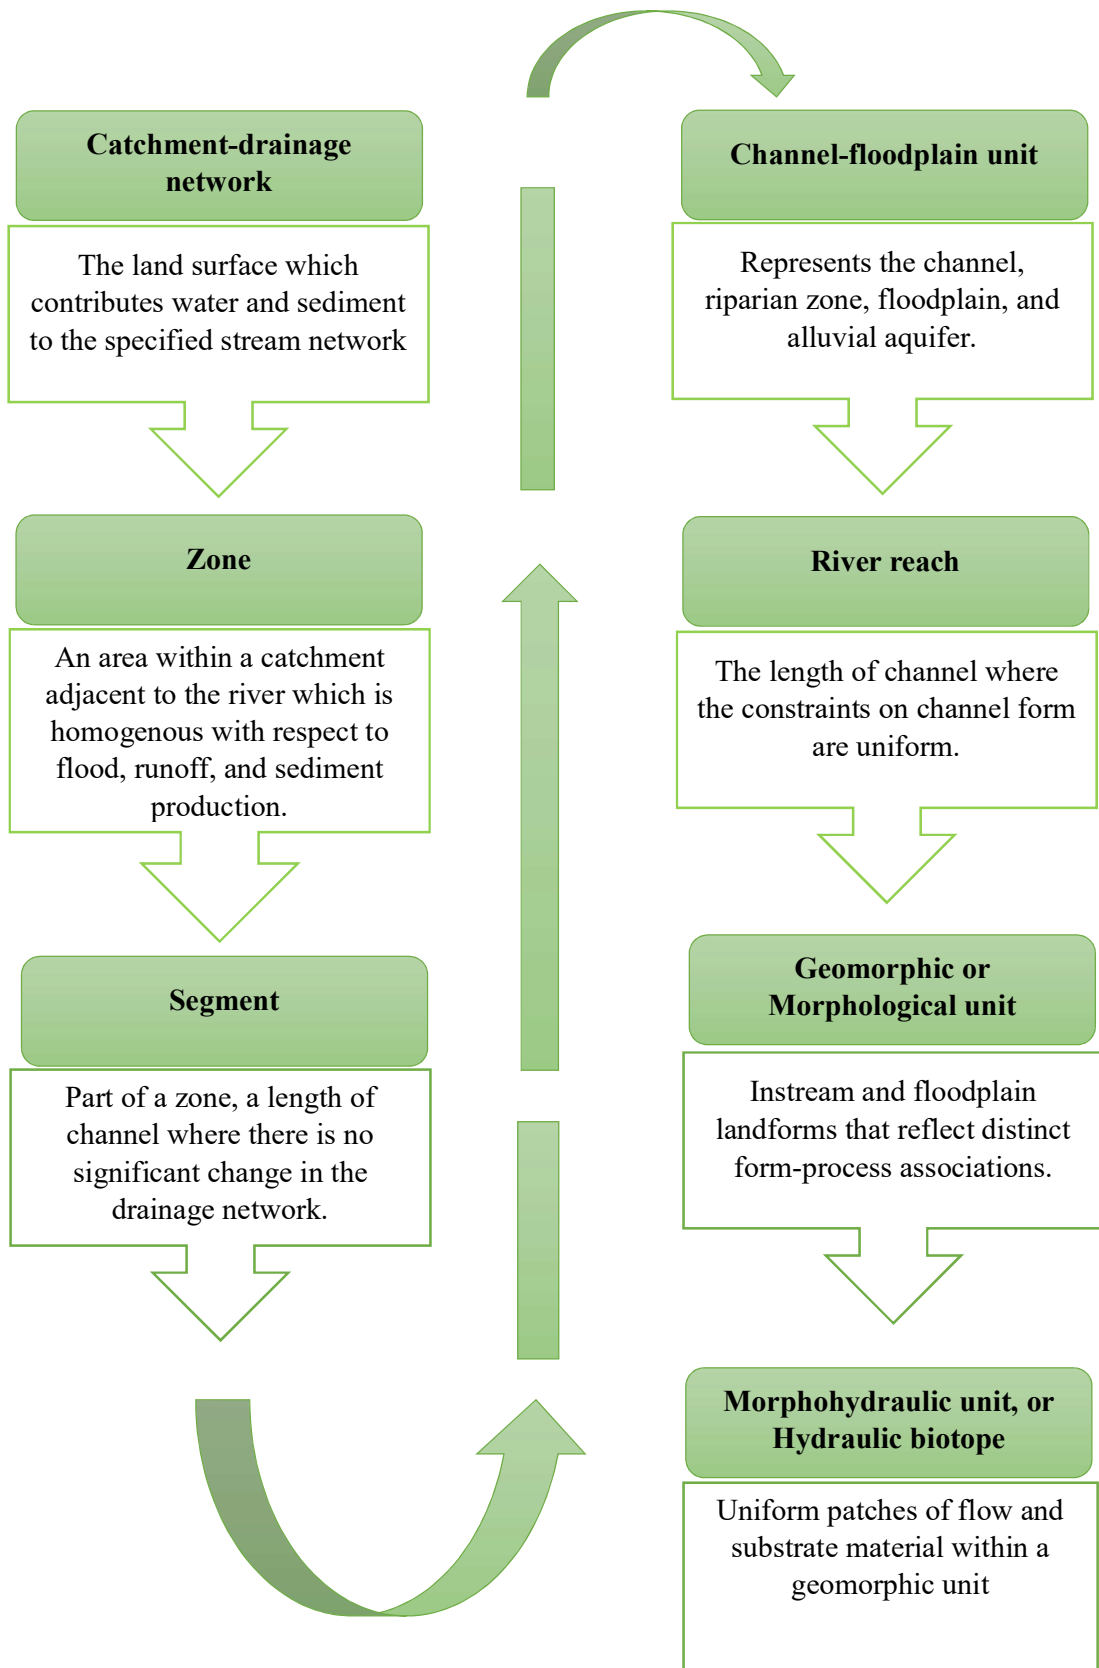 Catchment-drainage
network
The land surface which
contributes water and sediment
to the specified stream network
Zone
An area within a catchment
adjacent to the river which is
homogenous with respect to
flood, runoff, and sediment
production.
Segment
Part of a zone, a length of
channel where there is no
significant change in the
drainage network.
Channel-floodplain unit
Represents the channel,
riparian zone, floodplain, and
alluvial aquifer.
River reach
The length of channel where
the constraints on channel form
are uniform.
Geomorphic or
Morphological unit
Instream and floodplain
landforms that reflect distinct
form-process associations.
Morphohydraulic unit, or
Hydraulic biotope
Uniform patches of flow and
substrate material within a
geomorphic unit